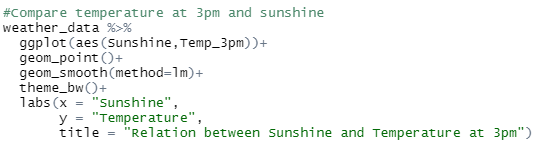 #Compare temperature at 3pm and sunshine
weather_data %>%
  ggplot(aes(Sunshine,Temp_3pm))+
  geom_point()+
  geom_smooth(method=lm)+
  theme_bw()+
  labs(x = "Sunshine",
       y = "Temperature",
       title = "Relation between Sunshine and Temperature at 3pm")